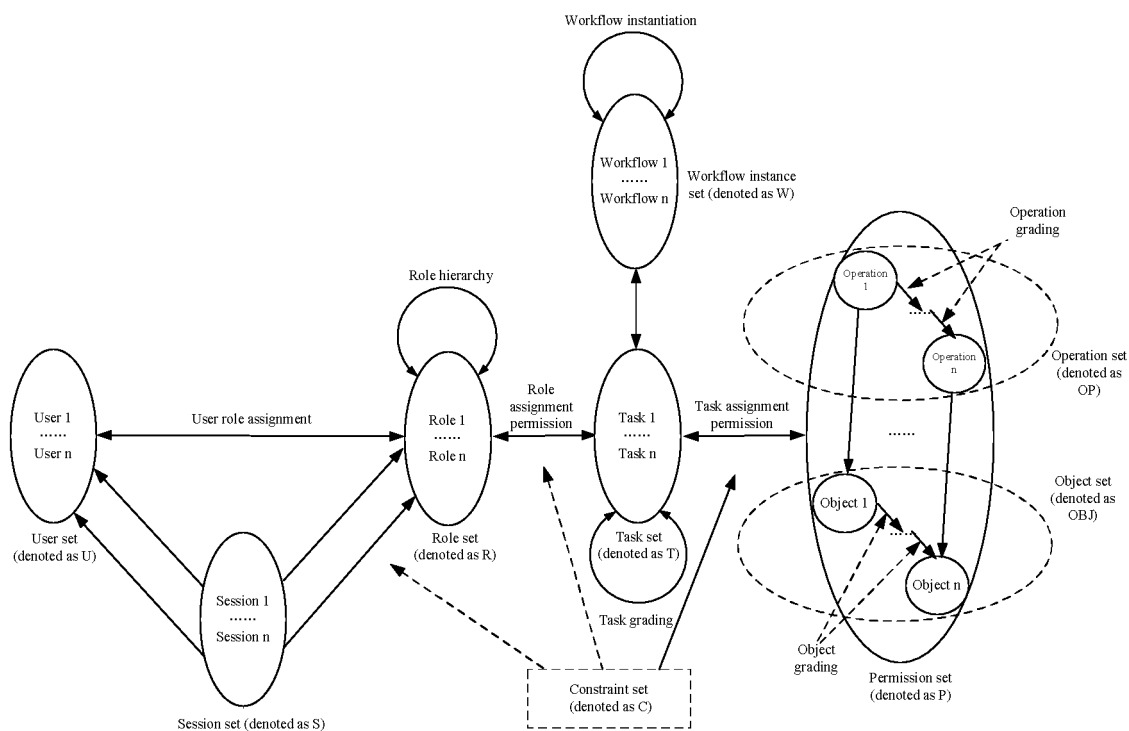 Workflow instantiation
Workflow 1
......
Workflow n
Workflow instance
set (denoted as W)
Operation
grading
Operation
1
......
Operation
n
Operation set
(denoted as
OP)
Role hierarchy
User 1
......
User n
User role assignment
Role 1
......
Role n
Role
assignment
permission
Task 1
......
Task n
Task assignment
permission
......
Object set
(denoted as
OBJ)
Object 1
......
Object n
User set
(denoted as U)
Role set
(denoted as R)
Task set
(denoted as T)
Session 1
......
Session n
Task grading
Object
grading
Permission set
(denoted as P)
Constraint set
(denoted as C)
Session set (denoted as S)